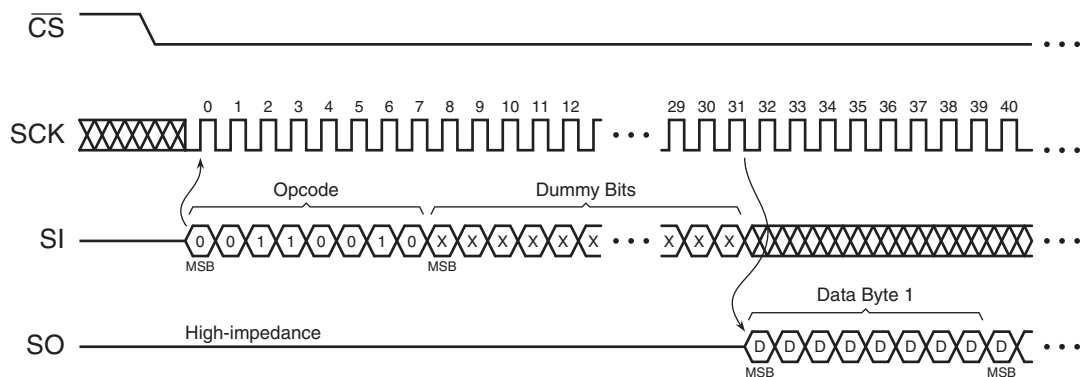 CS
0 1 2 3 4 5 6 7 8 9 10 11 12 29 30 31 32 33 34 35 36 37 38 39 40
SCK
Opcode Dummy Bits
SI 0 0 1 1 0 0 1 0 X X X X X X X X X
MSB MSB
Data Byte 1
High-impedance
SO D D D D D D D D D
MSB MSB